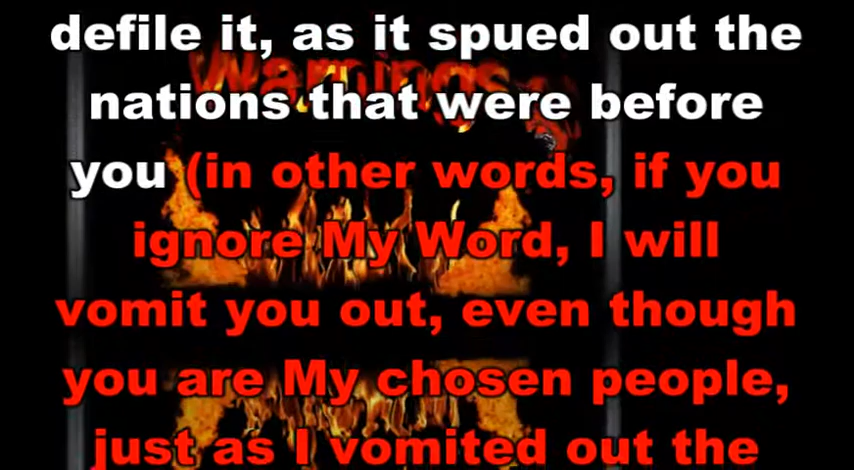 defile it, as it spued out the
Warnings
nations that were before
you (in other words, if you
ignore My Word, I will
vomit you out, even though
you are My chosen people,
just as I vomited out the